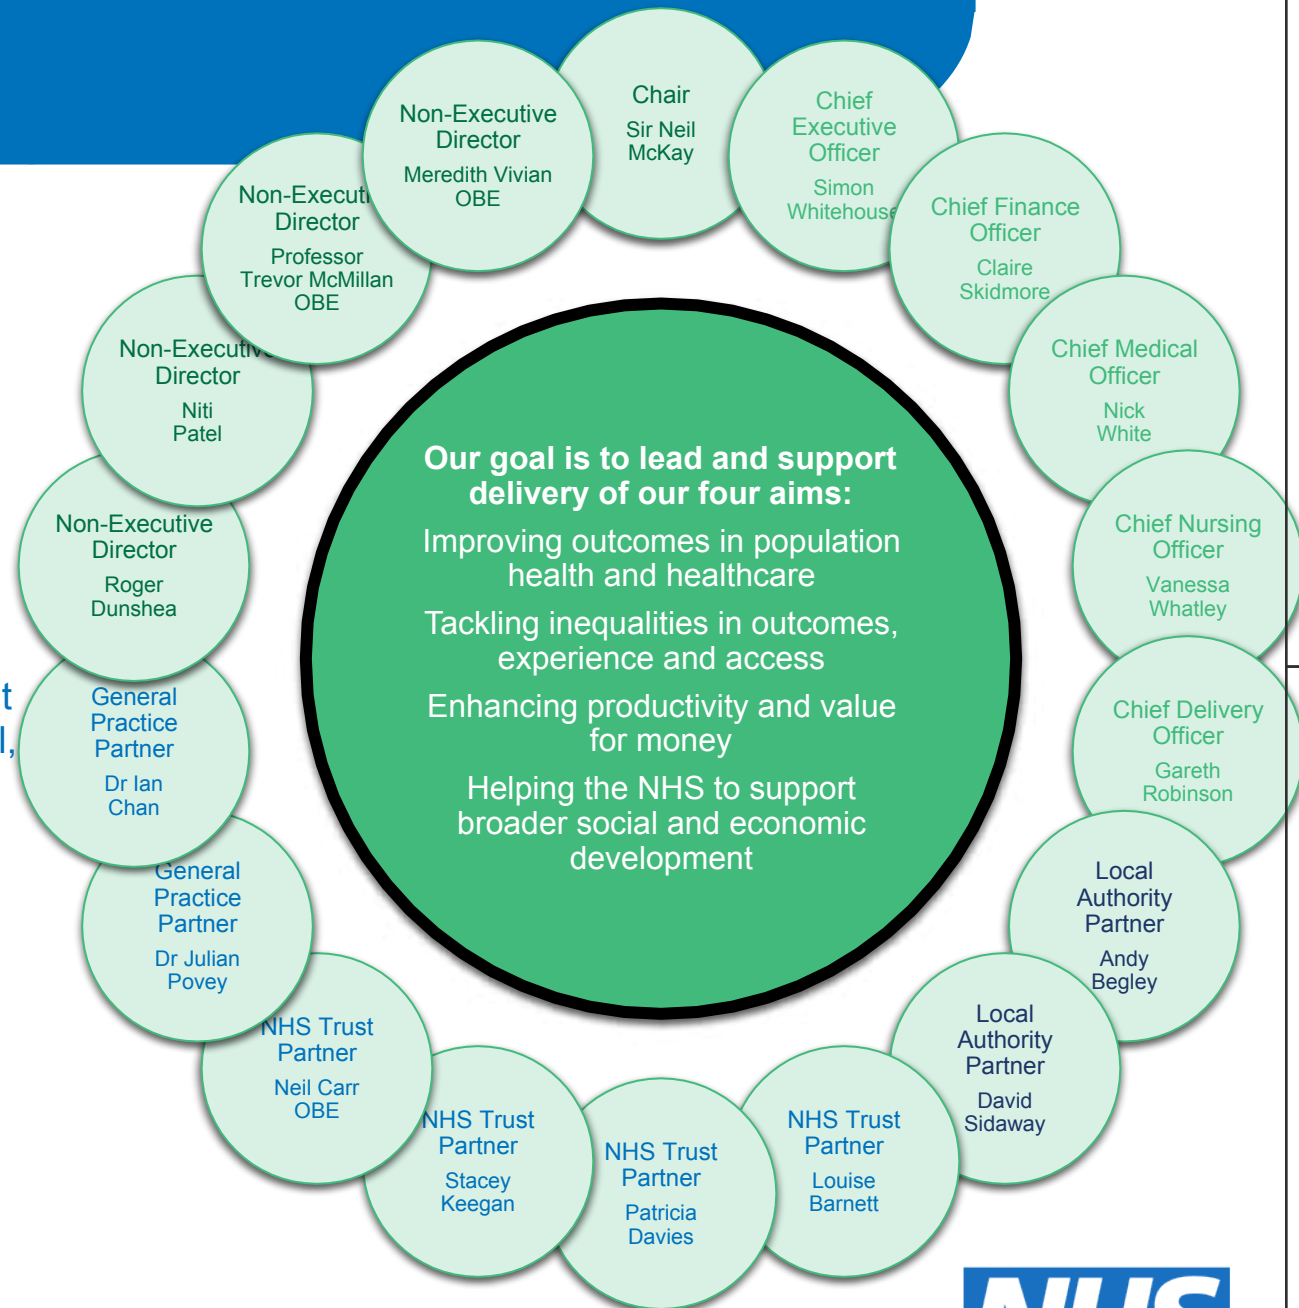 Chair
Sir Neil
McKay
Chief
Executive
Officer
Simon
Whitehouse
Chief Finance
Officer
Claire
Skidmore
Chief Medical
Officer
Nick
White
Chief Nursing
Officer
Vanessa
Whatley
Chief Delivery
Officer
Gareth
Robinson
Local
Authority
Partner
Andy
Begley
Local
Authority
Partner
David
Sidaway
NHS Trust
Partner
Louise
Barnett
NHS Trust
Partner
Patricia
Davies
NHS Trust
Partner
Stacey
Keegan
NHS Trust
Partner
Neil Carr
OBE
General
Practice
Partner
Dr Julian
Povey
General
Practice
Partner
Dr Ian
Chan
Non-Executive
Director
Roger
Dunshea
Non-Executive
Director
Niti
Patel
Non-Executi
Director
Professor
Trevor McMillan
OBE
Non-Executive
Director
Meredith Vivian
OBE
Our goal is to lead and support
delivery of our four aims:
Improving outcomes in population
health and healthcare
Tackling inequalities in outcomes,
experience and access
Enhancing productivity and value
for money
Helping the NHS to support
broader social and economic
development
NHS